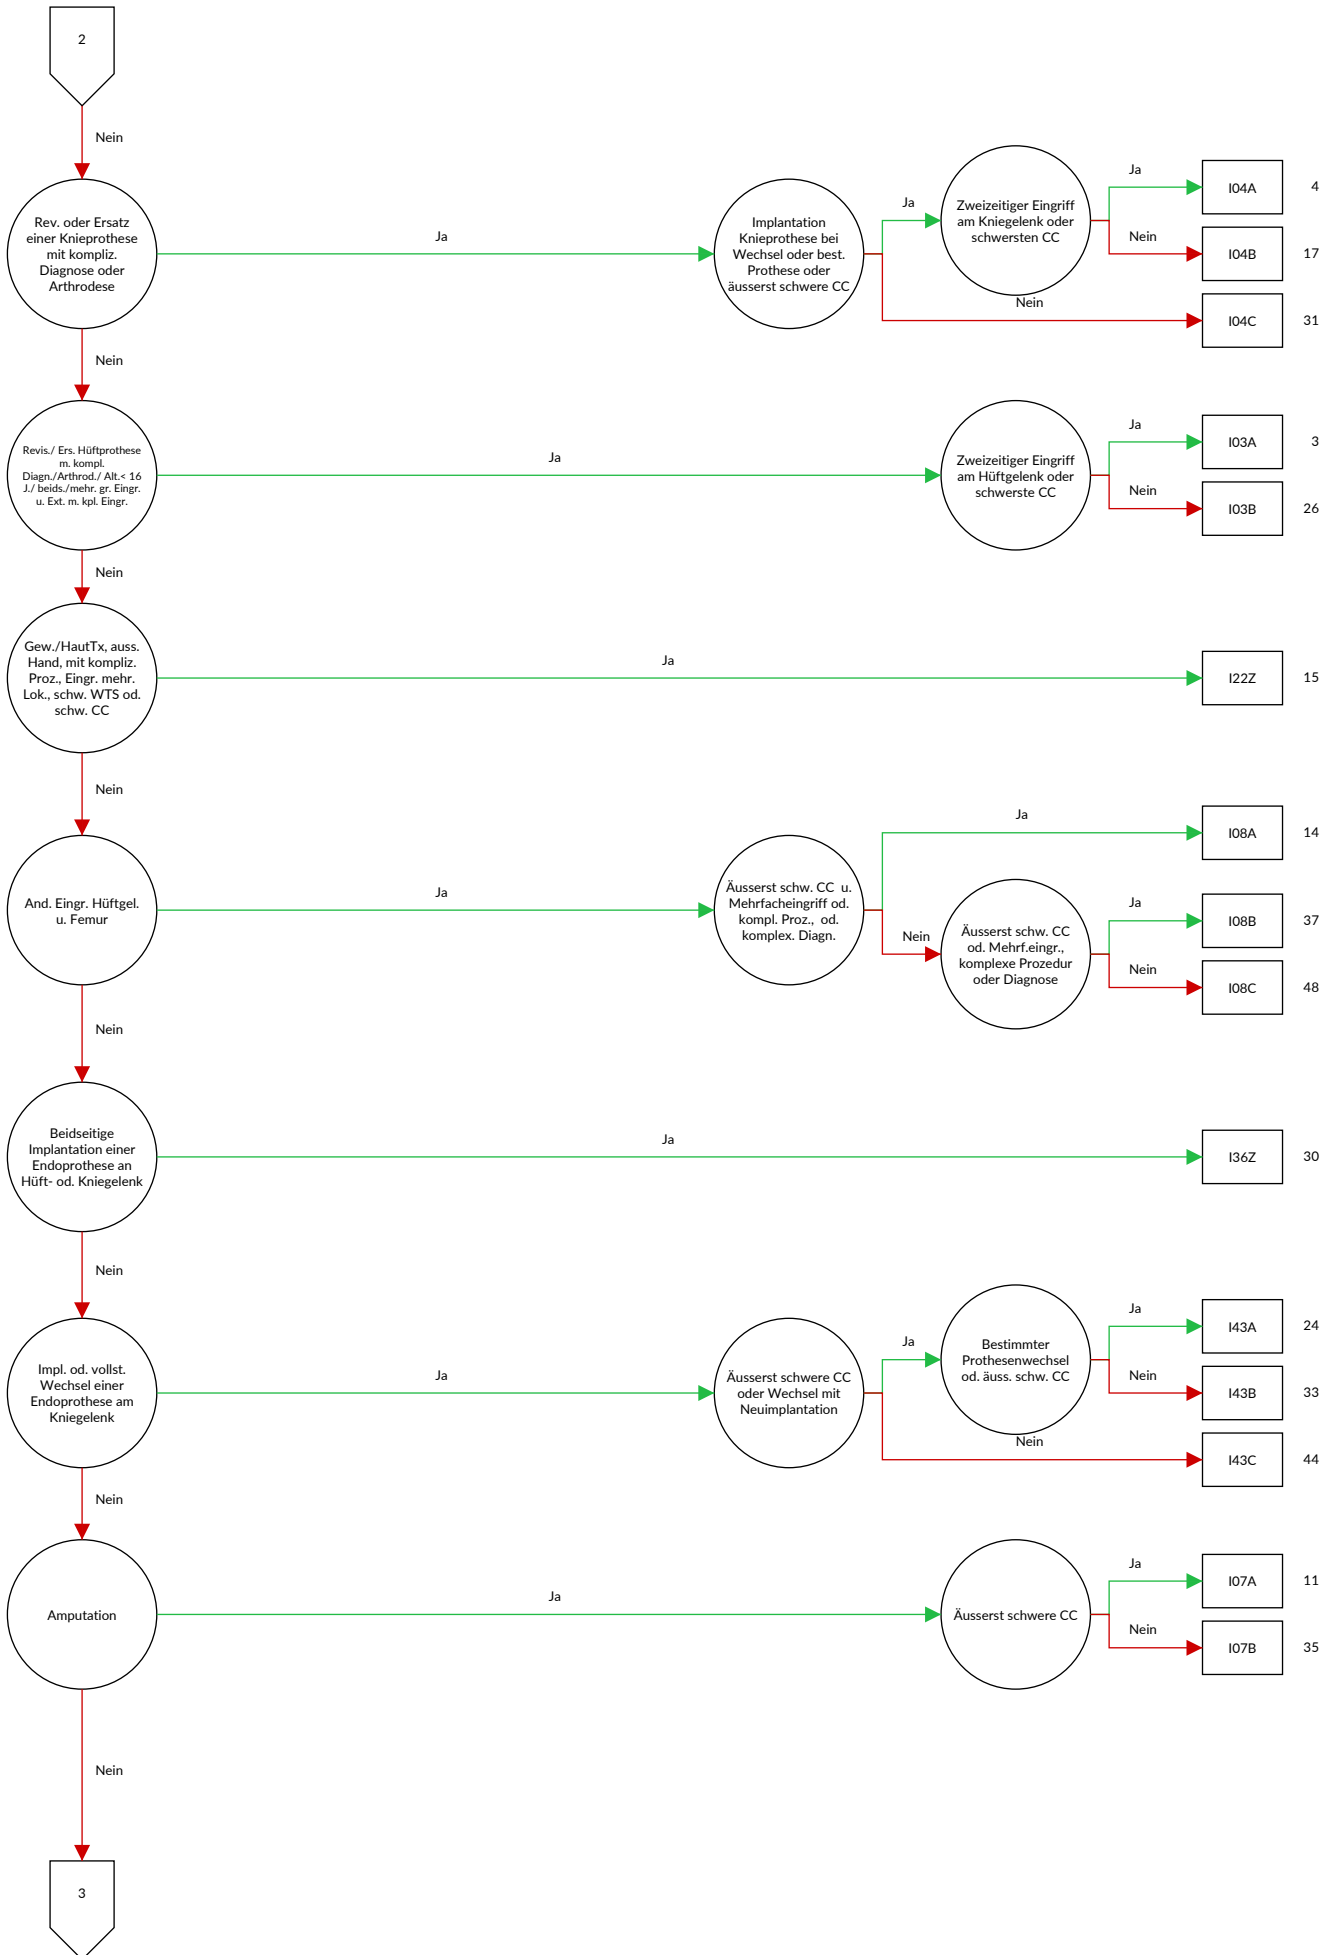 2
Nein
Rev. oder Ersatz
einer Knieprothese
mit kompliz.
Diagnose oder
Arthrodese
Ja
Implantation
Knieprothese bei
Wechsel oder best.
Prothese oder
äusserst schwere CC
Ja
Zweizeitiger Eingriff
am Kniegelenk oder
schwersten CC
Ja
I04A
4
Nein
I04B
17
Nein
I04C
31
Nein
Revis./ Ers. Hüftprothese
m. kompl.
Diagn./Arthrod./ Alt.< 16
J./ beids./mehr. gr. Eingr.
u. Ext. m. kpl. Eingr.
Ja
Zweizeitiger Eingriff
am Hüftgelenk oder
schwerste CC
Ja
I03A
3
Nein
I03B
26
Nein
Gew./HautTx, auss.
Hand, mit kompliz.
Proz., Eingr. mehr.
Lok., schw. WTS od.
schw. CC
Ja
I22Z
15
Nein
And. Eingr. Hüftgel.
u. Femur
Ja
Äusserst schw. CC  u.
Mehrfacheingriff od.
kompl. Proz.,  od.
komplex. Diagn.
Ja
I08A
14
Nein
Äusserst schw. CC
od. Mehrf.eingr.,
komplexe Prozedur
oder Diagnose
Ja
I08B
37
Nein
I08C
48
Nein
Beidseitige
Implantation einer
Endoprothese an
Hüft- od. Kniegelenk
Ja
I36Z
30
Nein
Impl. od. vollst.
Wechsel einer
Endoprothese am
Kniegelenk
Ja
Äusserst schwere CC
oder Wechsel mit
Neuimplantation
Ja
Bestimmter
Prothesenwechsel
od. äuss. schw. CC
Ja
I43A
24
Nein
I43B
33
Nein
I43C
44
Nein
Amputation
Ja
Äusserst schwere CC
Ja
I07A
11
Nein
I07B
35
Nein
3